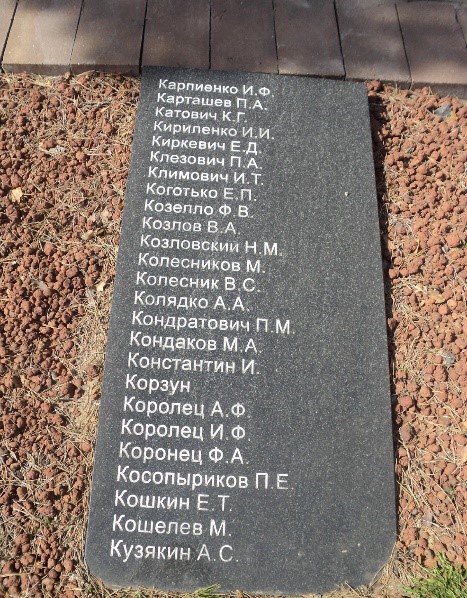 Карпиенко И.Ф.
Карташев П.А.
Катович К.Г.
Кириленко И.И.
Киркевич Е.Д.
Клезович П.А.
Климович И.Т.
Коготько Е.П.
Козелло Ф.В.
Козлов В.А.
Козловский Н.М.
Колесников М.
Колесник В.С.
Колядко А.А.
Кондратович П.М.
Кондаков М.А.
Константин И.
Корзун
Королец А.Ф.
Королец И.Ф.
Коронец Ф.А.
Косопыриков П.Е.
Кошкин Е.Т.
Кошелев М.
Кузякин А.С.